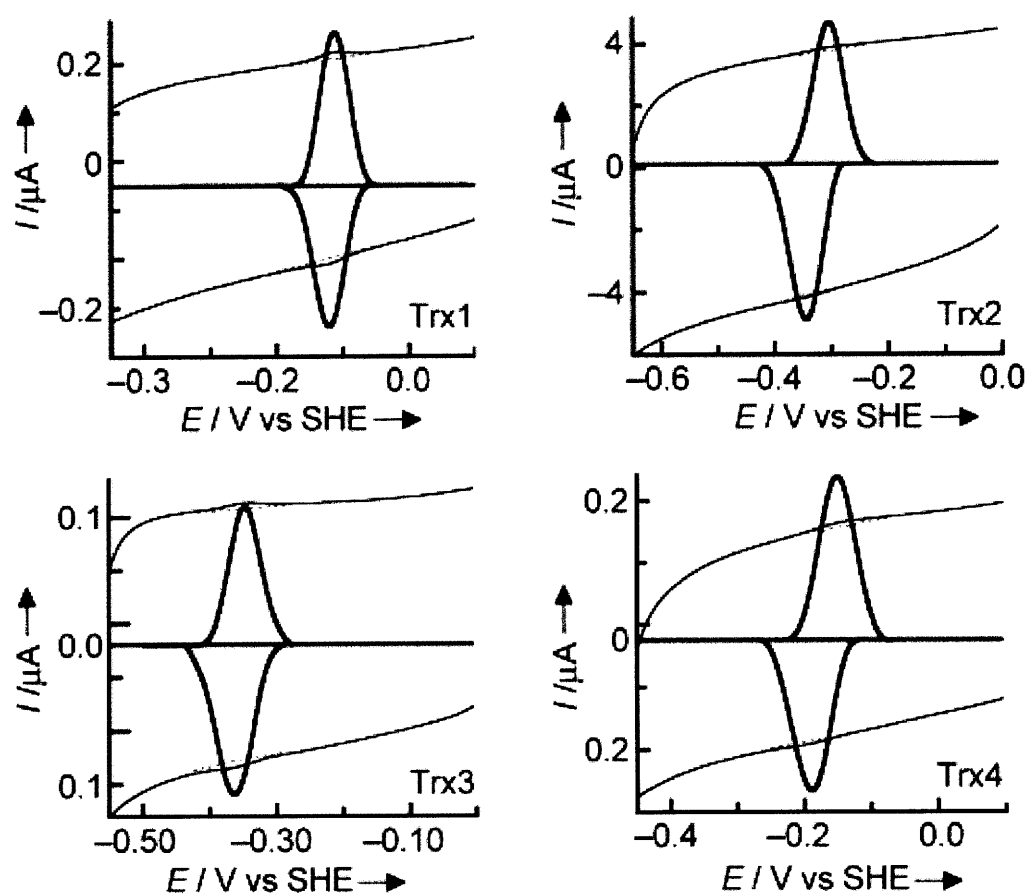 0.2
0
–0.2
I /µA
Trx1
–0.3 –0.2 –0.1 0.0
E / V vs SHE
4
0
–4
I /µA
Trx2
–0.6 –0.4 –0.2 0.0
E / V vs SHE
0.1
0.0
0.1
I /µA
Trx3
–0.50 –0.30 –0.10
E / V vs SHE
0.2
0
0.2
I /µA
Trx4
–0.4 –0.2 0.0
E / V vs SHE